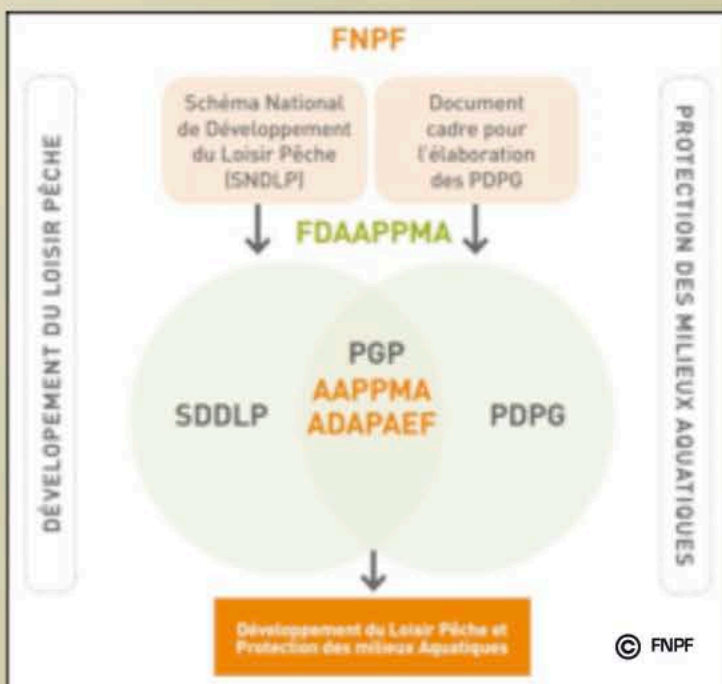 FNPF
DÉVELOPEMENT DU LOISIR PÊCHE
Schéma National
de Développement
du Loisir Pêche
(SNDLP)
Document
cadre pour
l'élaboration
des PDPG
PROTECTION DES MILIEUX AQUATIQUES
FDAAPPMA
SDDLP
PGP
AAPPMA
ADAPAEF
PDPG
Développement du Loisir Pêche et
Protection des milieux Aquatiques
© FNPF